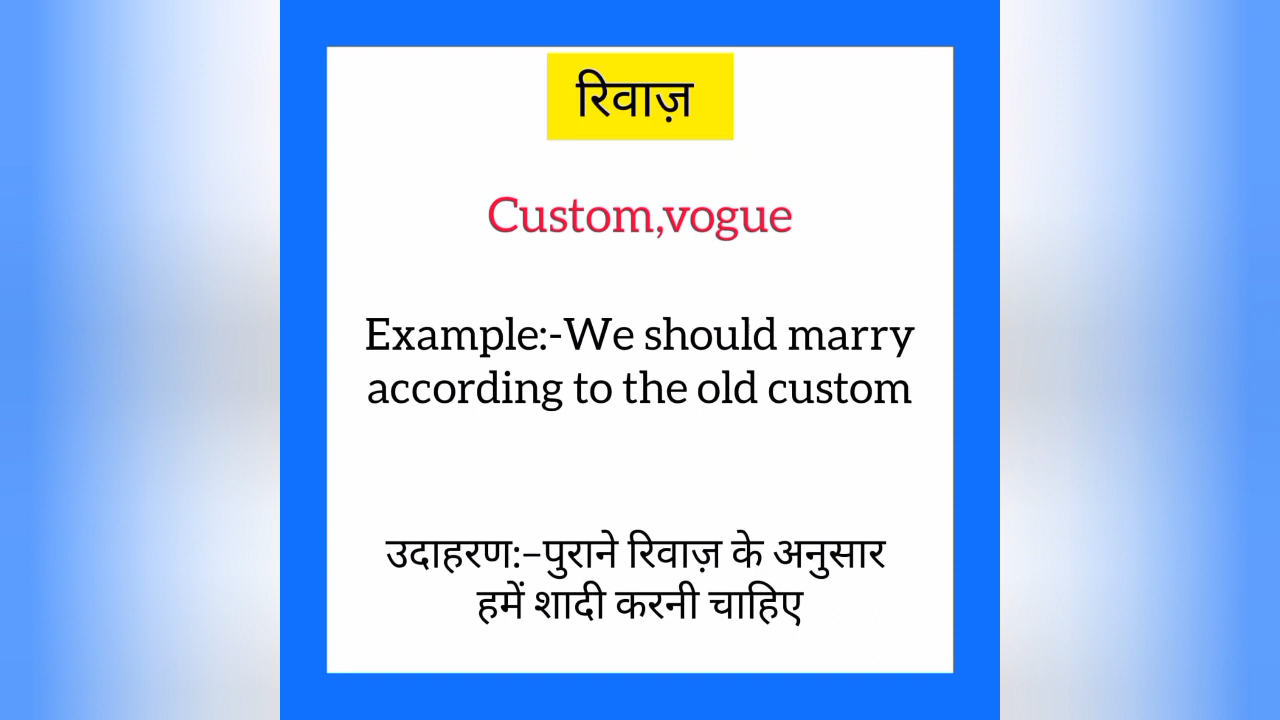 रिवाज़
Custom,vogue
Example:-We should marry
according to the old custom
उदाहरण:–पुराने रिवाज़ के अनुसार
हमें शादी करनी चाहिए